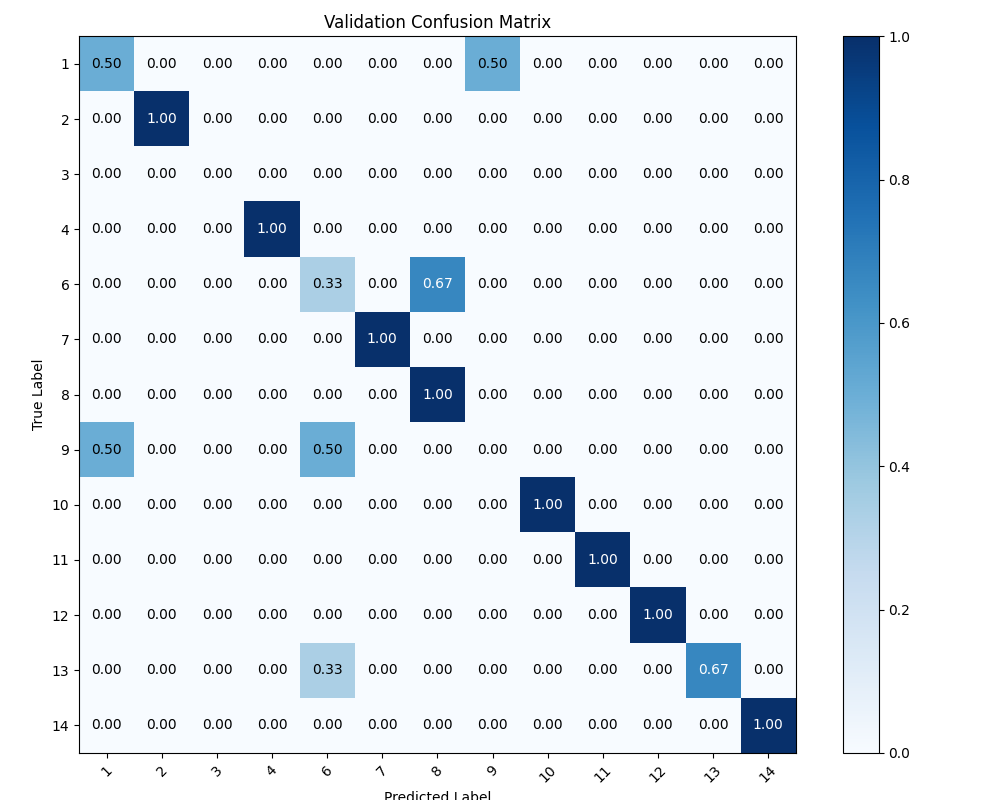 Validation Confusion Matrix
1 0.50 0.00 0.00 0.00 0.00 0.00 0.00 0.50 0.00 0.00 0.00 0.00 0.00
2 0.00 1.00 0.00 0.00 0.00 0.00 0.00 0.00 0.00 0.00 0.00 0.00 0.00
3 0.00 0.00 0.00 0.00 0.00 0.00 0.00 0.00 0.00 0.00 0.00 0.00 0.00
4 0.00 0.00 0.00 1.00 0.00 0.00 0.00 0.00 0.00 0.00 0.00 0.00 0.00
6 0.00 0.00 0.00 0.00 0.33 0.00 0.67 0.00 0.00 0.00 0.00 0.00 0.00
7 0.00 0.00 0.00 0.00 0.00 1.00 0.00 0.00 0.00 0.00 0.00 0.00 0.00
8 0.00 0.00 0.00 0.00 0.00 0.00 1.00 0.00 0.00 0.00 0.00 0.00 0.00
9 0.50 0.00 0.00 0.00 0.50 0.00 0.00 0.00 0.00 0.00 0.00 0.00 0.00
10 0.00 0.00 0.00 0.00 0.00 0.00 0.00 0.00 1.00 0.00 0.00 0.00 0.00
11 0.00 0.00 0.00 0.00 0.00 0.00 0.00 0.00 0.00 1.00 0.00 0.00 0.00
12 0.00 0.00 0.00 0.00 0.00 0.00 0.00 0.00 0.00 0.00 1.00 0.00 0.00
13 0.00 0.00 0.00 0.00 0.33 0.00 0.00 0.00 0.00 0.00 0.00 0.67 0.00
14 0.00 0.00 0.00 0.00 0.00 0.00 0.00 0.00 0.00 0.00 0.00 0.00 1.00
1 2 3 4 6 7 8 9 10 11 12 13 14
True Label
Predicted Label
1.0
0.8
0.6
0.4
0.2
0.0